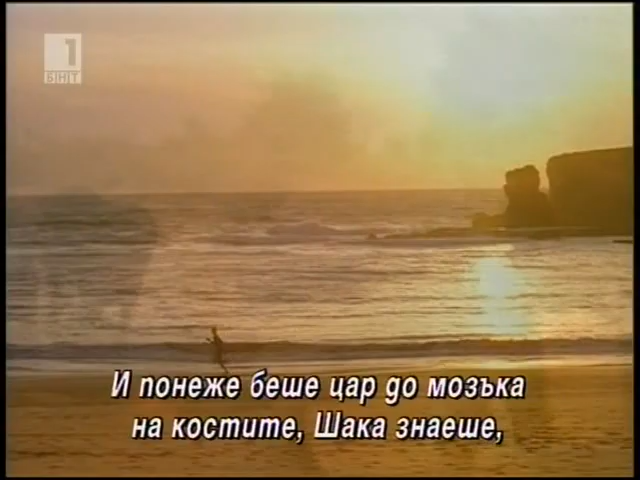 1
БНТ
И понеже беше цар до мозъка
на костите, Шака знаеше,